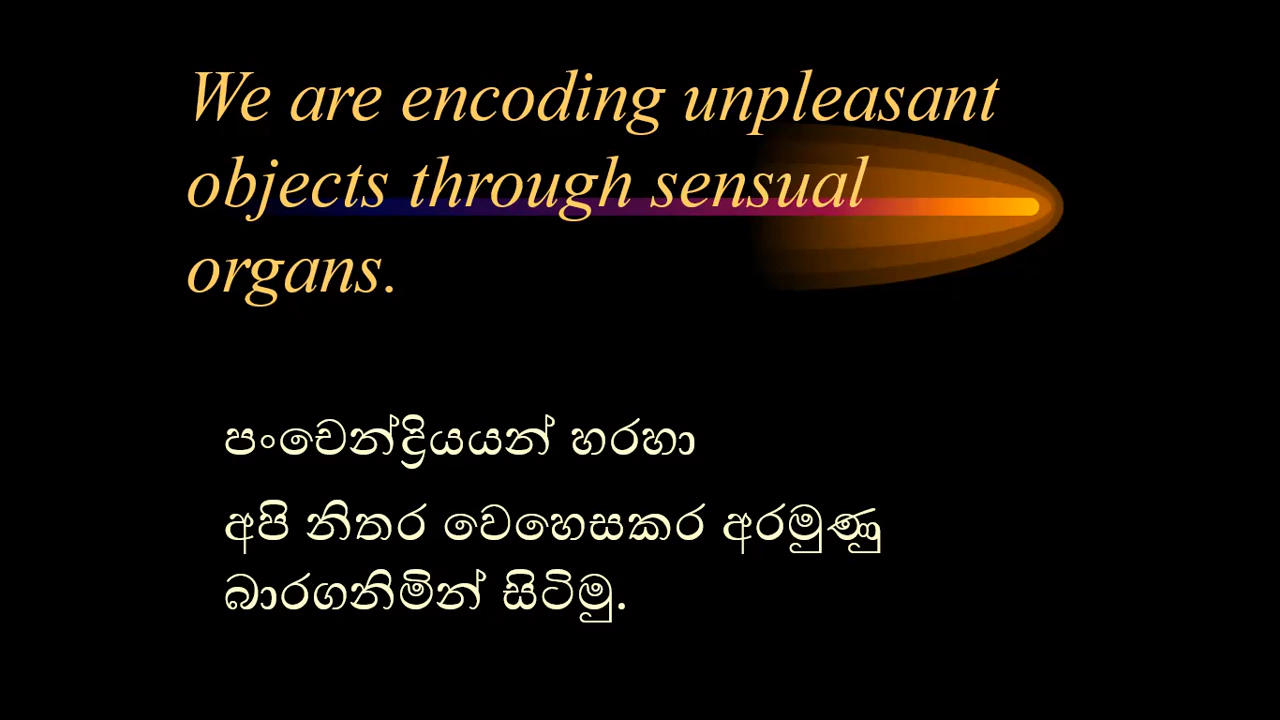 We are encoding unpleasant
objects through sensual
organs.
පංචෙන්ද්‍රියයන් හරහා
අපි නිතර වෙහෙසකර අරමුණු
බාරගනිමින් සිටිමු.